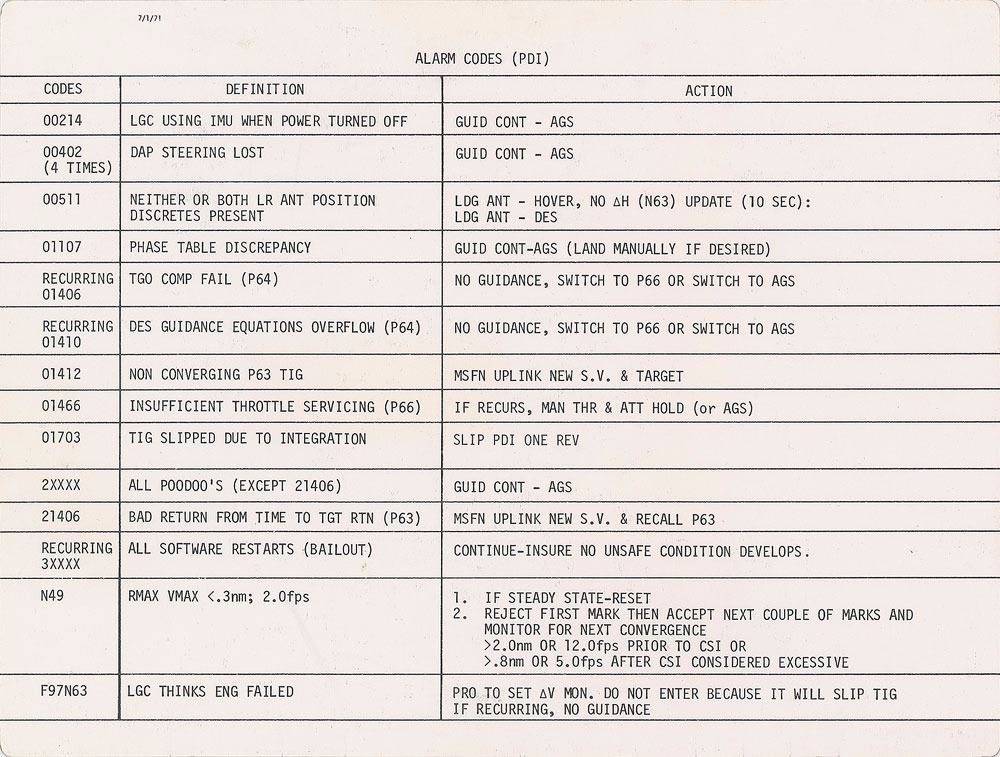 7/1/71
ALARM CODES (PDI)
CODES DEFINITION ACTION
00214 LGC USING IMU WHEN POWER TURNED OFF GUID CONT - AGS
00402 DAP STEERING LOST GUID CONT - AGS
(4 TIMES)
00511 NEITHER OR BOTH LR ANT POSITION LDG ANT - HOVER, NO ΔH (N63) UPDATE (10 SEC):
DISCRETES PRESENT LDG ANT - DES
01107 PHASE TABLE DISCREPANCY GUID CONT-AGS (LAND MANUALLY IF DESIRED)
RECURRING TGO COMP FAIL (P64) NO GUIDANCE, SWITCH TO P66 OR SWITCH TO AGS
01406
RECURRING DES GUIDANCE EQUATIONS OVERFLOW (P64) NO GUIDANCE, SWITCH TO P66 OR SWITCH TO AGS
01410
01412 NON CONVERGING P63 TIG MSFN UPLINK NEW S.V. & TARGET
01466 INSUFFICIENT THROTTLE SERVICING (P66) IF RECURS, MAN THR & ATT HOLD (or AGS)
01703 TIG SLIPPED DUE TO INTEGRATION SLIP PDI ONE REV
2XXXX ALL POODOO'S (EXCEPT 21406) GUID CONT - AGS
21406 BAD RETURN FROM TIME TO TGT RTN (P63) MSFN UPLINK NEW S.V. & RECALL P63
RECURRING ALL SOFTWARE RESTARTS (BAILOUT) CONTINUE-INSURE NO UNSAFE CONDITION DEVELOPS.
3XXXX
N49 RMAX VMAX <.3nm; 2.0fps 1. IF STEADY STATE-RESET
2. REJECT FIRST MARK THEN ACCEPT NEXT COUPLE OF MARKS AND
MONITOR FOR NEXT CONVERGENCE
>2.0nm OR 12.0fps PRIOR TO CSI OR
>.8nm OR 5.0fps AFTER CSI CONSIDERED EXCESSIVE
F97N63 LGC THINKS ENG FAILED PRO TO SET ΔV MON. DO NOT ENTER BECAUSE IT WILL SLIP TIG
IF RECURRING, NO GUIDANCE